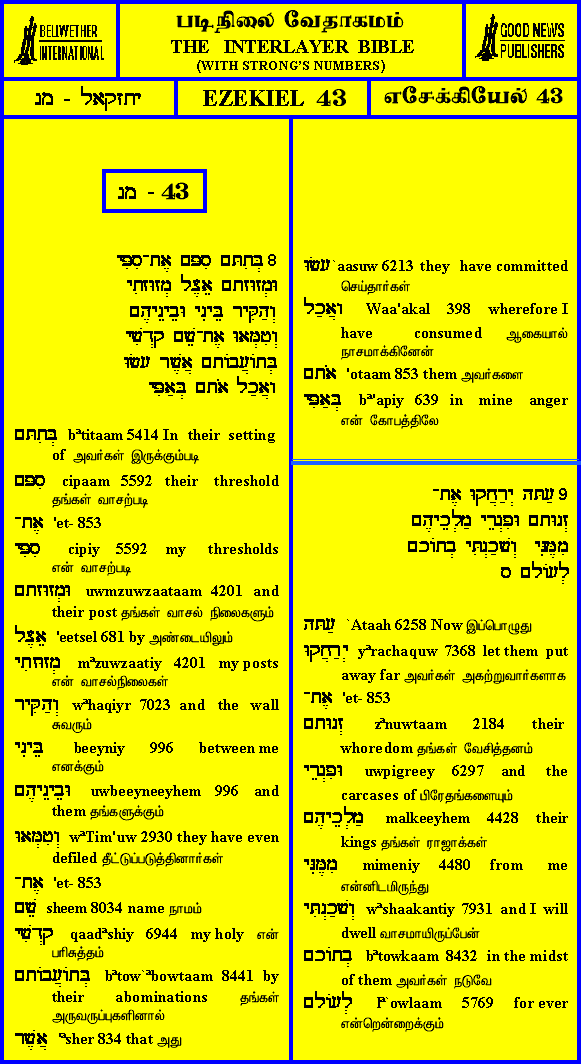 BELLWETHER
INTERNATIONAL
படிநிலை வேதாகமம்
THE INTERLAYER BIBLE
(WITH STRONG'S NUMBERS)
GOOD NEWS
PUBLISHERS
יחזקאל - מג
EZEKIEL 43
எசேக்கியேல் 43
מג - 43
8 בְּתִתָּם סִפָּם אֶת־סִפִּי
וּמְזוּזָתָם אֵצֶל מְזוּזָתִי
וְהַקִּיר בֵּינִי וּבֵינֵיהֶם
וְטִמְּאוּ אֶת־שֵׁם קָדְשִׁי
בְּתוֹעֲבוֹתָם אֲשֶׁר עָשׂוּ
וָאֲכַל אֹתָם בְּאַפִּי
בְּתִתָּם bᵊtitaam 5414 In their setting
of அவர்கள் இருக்கும்படி
סִפָּם cipaam 5592 their threshold
தங்கள் வாசற்படி
אֶת־ 'et- 853
סִפִּי cipiy 5592 my thresholds
என் வாசற்படி
וּמְזוּזָתָם uwmzuwzaataam 4201 and
their post தங்கள் வாசல் நிலைகளும்
אֵצֶל 'eetsel 681 by அண்டையிலும்
מְזוּזָתִי mᵊzuwzaatiy 4201 my posts
என் வாசல்நிலைகள்
וְהַקִּיר wᵊhaqiyr 7023 and the wall
சுவரும்
בֵּינִי beeyniy 996 between me
எனக்கும்
וּבֵינֵיהֶם uwbeeyneeyhem 996 and
them தங்களுக்கும்
וְטִמְּאוּ wᵊTim'uw 2930 they have even
defiled தீட்டுப்படுத்தினார்கள்
אֶת־ 'et- 853
שֵׁם sheem 8034 name நாமம்
קָדְשִׁי qaadᵊshiy 6944 my holy என்
பரிசுத்தம்
בְּתוֹעֲבוֹתָם bᵊtow`ᵃbowtaam 8441 by
their abominations தங்கள்
அருவருப்புகளினால்
אֲשֶׁר ᵃsher 834 that அது
עָשׂוּ `aasuw 6213 they have committed
செய்தார்கள்
וָאֲכַל Waa'akal 398 wherefore I
have consumed ஆகையால்
நாசமாக்கினேன்
אֹתָם 'otaam 853 them அவர்களை
בְּאַפִּי bᵊ'apiy 639 in mine anger
என் கோபத்திலே
9 עַתָּה יְרַחֲקוּ אֶת־
זְנוּתָם וּפִגְרֵי מַלְכֵיהֶם
מִמֶּנִּי וְשָׁכַנְתִּי בְתוֹכָם
לְעוֹלָם ס
עַתָּה `Ataah 6258 Now இப்பொழுது
יְרַחֲקוּ yᵊrachaquw 7368 let them put
away far அவர்கள் அகற்றுவார்களாக
אֶת־ 'et- 853
זְנוּתָם zᵊnuwtaam 2184 their
whoredom தங்கள் வேசித்தனம்
וּפִגְרֵי uwpigreey 6297 and the
carcases of பிரேதங்களையும்
מַלְכֵיהֶם malkeeyhem 4428 their
kings தங்கள் ராஜாக்கள்
מִמֶּנִּי mimeniy 4480 from me
என்னிடமிருந்து
וְשָׁכַנְתִּי wᵊshaakantiy 7931 and I will
dwell வாசமாயிருப்பேன்
בְתוֹכָם bᵊtowkaam 8432 in the midst
of them அவர்கள் நடுவே
לְעוֹלָם lᵊ`owlaam 5769 for ever
என்றென்றைக்கும்